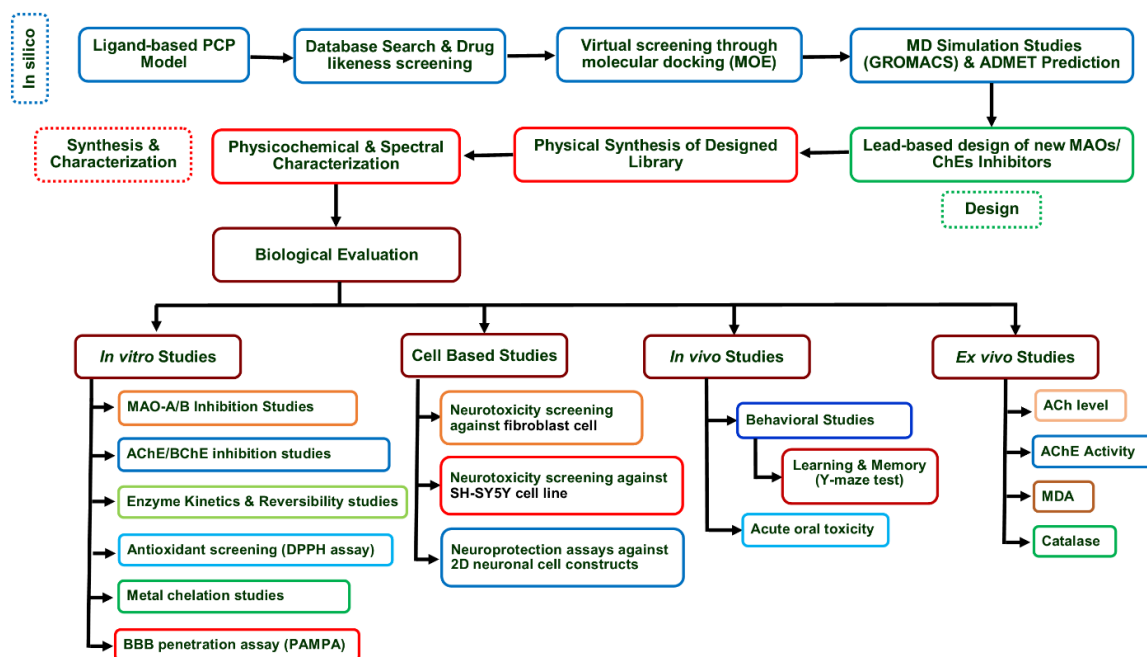 In silico
Ligand-based PCP
Model
Database Search & Drug
likeness screening
Virtual screening through
molecular docking (MOE)
MD Simulation Studies
(GROMACS) & ADMET Prediction
Synthesis &
Characterization
Physicochemical & Spectral
Characterization
Physical Synthesis of Designed
Library
Lead-based design of new MAOs/
ChEs Inhibitors
Design
Biological Evaluation
In vitro Studies
MAO-A/B Inhibition Studies
AChE/BChE inhibition studies
Enzyme Kinetics & Reversibility studies
Antioxidant screening (DPPH assay)
Metal chelation studies
BBB penetration assay (PAMPA)
Cell Based Studies
Neurotoxicity screening
against fibroblast cell
Neurotoxicity screening against
SH-SY5Y cell line
Neuroprotection assays against
2D neuronal cell constructs
In vivo Studies
Behavioral Studies
Learning & Memory
(Y-maze test)
Acute oral toxicity
Ex vivo Studies
ACh level
AChE Activity
MDA
Catalase